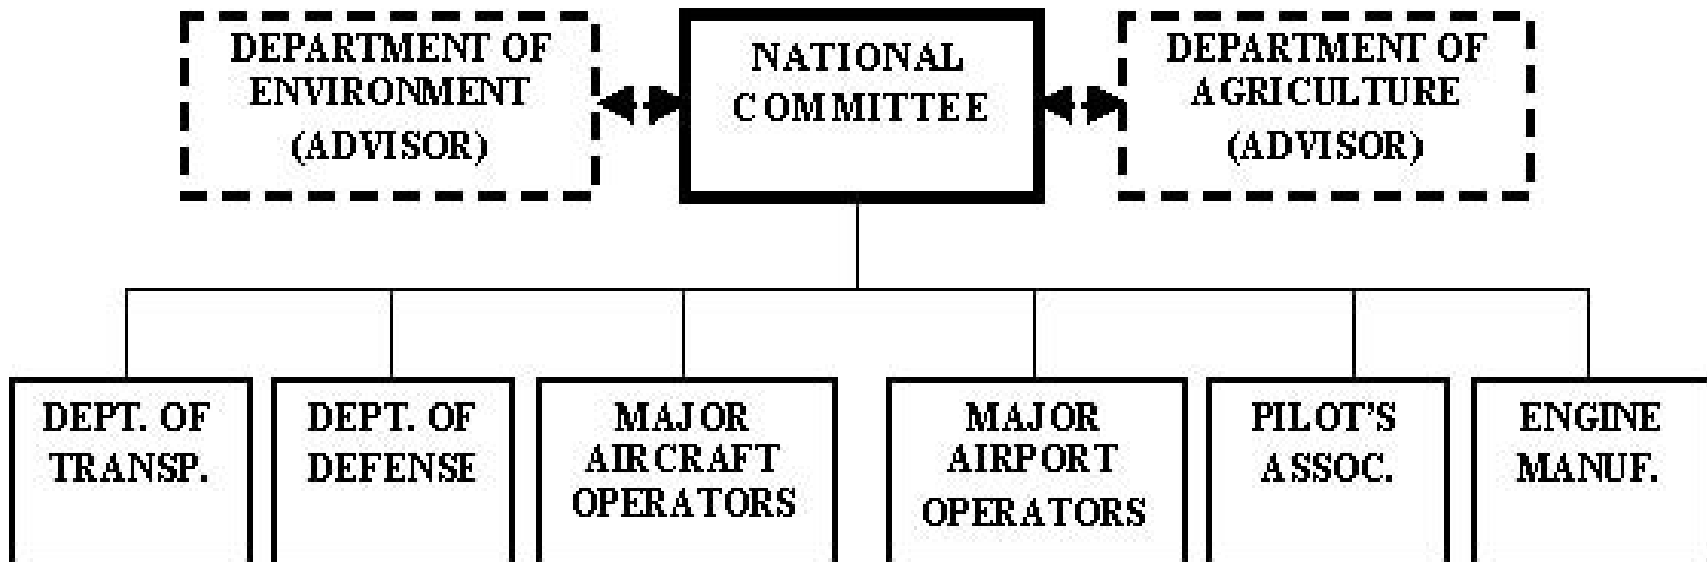 DEPARTMENT OF
ENVIRONMENT
(ADVISOR)
NATIONAL
COMMITTEE
DEPARTMENT OF
AGRICULTURE
(ADVISOR)
DEPT. OF
TRANSP.
DEPT. OF
DEFENSE
MAJOR
AIRCRAFT
OPERATORS
MAJOR
AIRPORT
OPERATORS
PILOT'S
ASSOC.
ENGINE
MANUF.